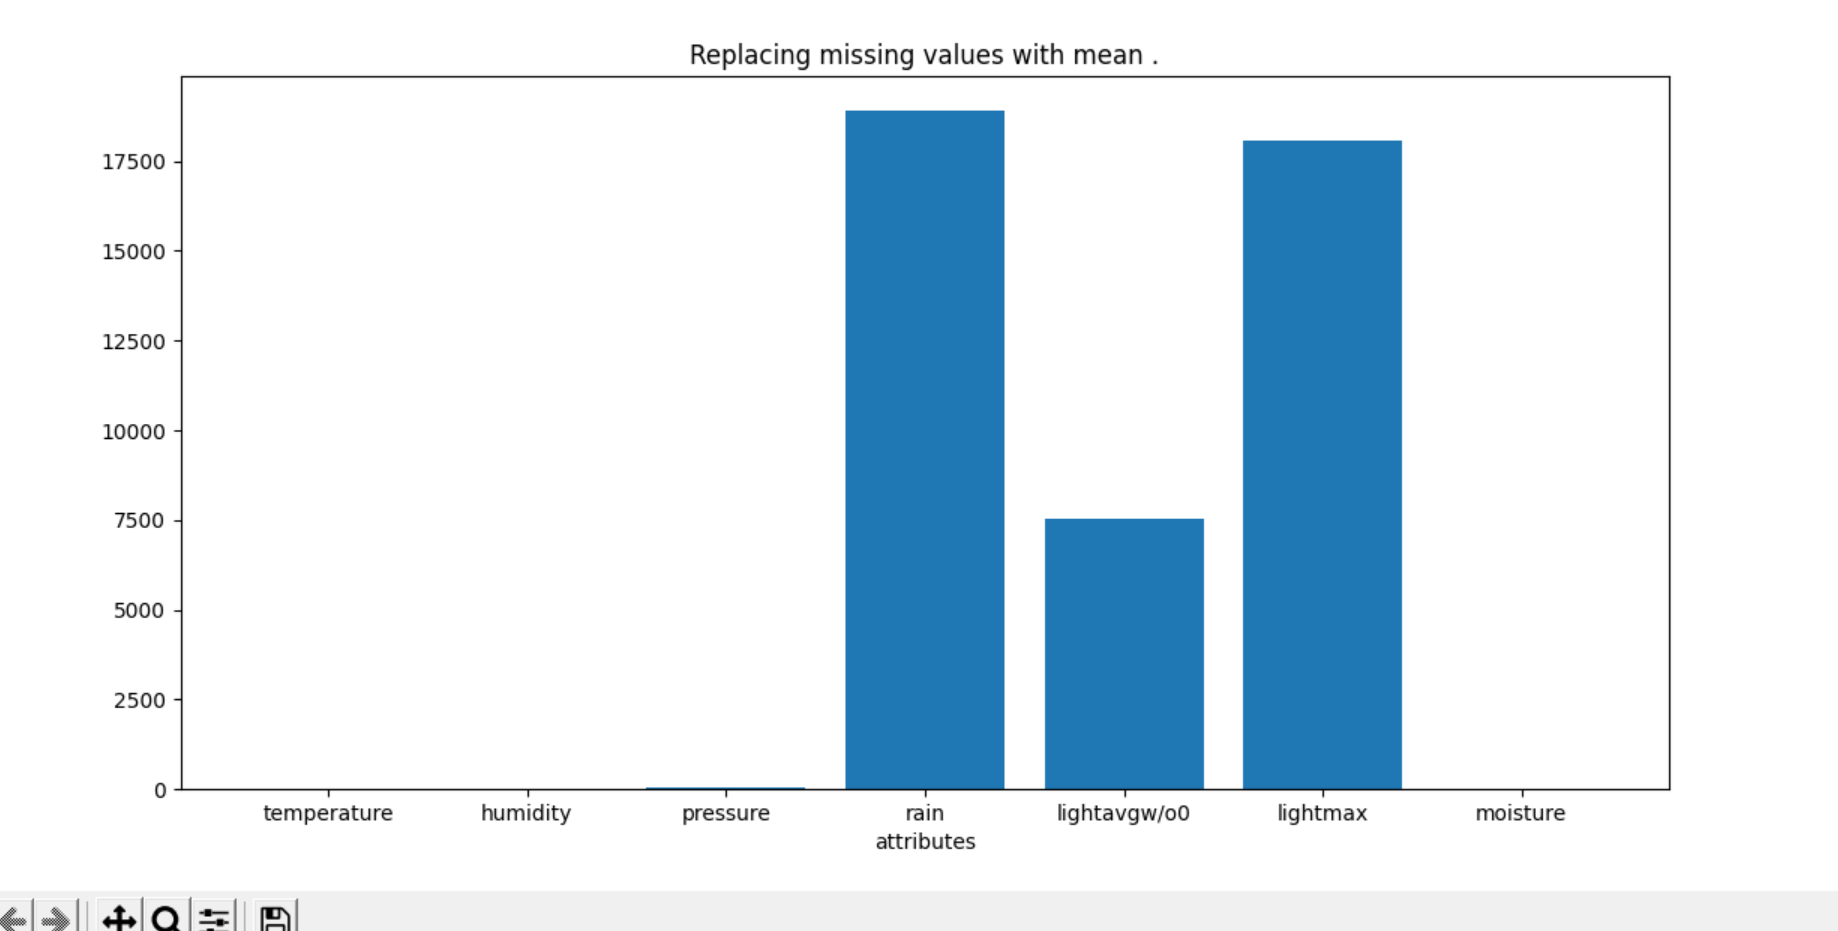 Replacing missing values with mean .
17500
15000
12500
10000
7500
5000
2500
0
temperature humidity pressure rain lightavgw/o0 lightmax moisture
attributes